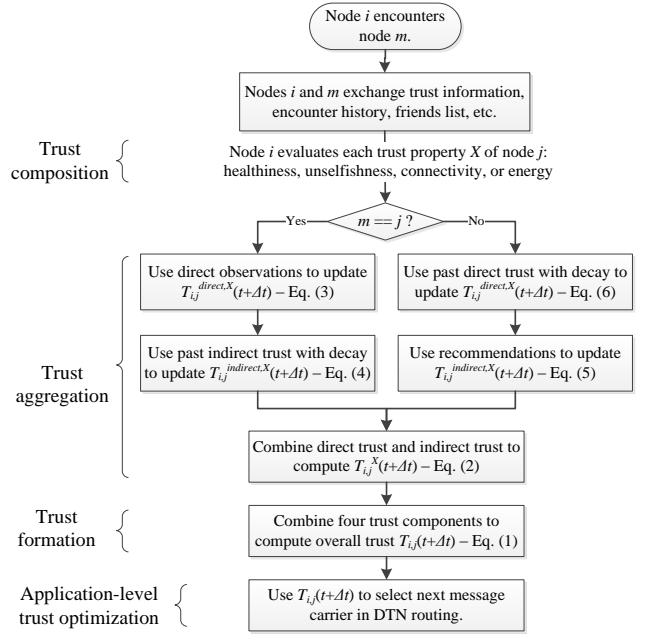 Node i encounters
node m.
Nodes i and m exchange trust information,
encounter history, friends list, etc.
Trust
composition
Node i evaluates each trust property X of node j:
healthiness, unselfishness, connectivity, or energy
Yes
m == j ?
No
Use direct observations to update
T_{i,j}^{direct,X}(t+Δt) – Eq. (3)
Use past direct trust with decay to
update T_{i,j}^{direct,X}(t+Δt) – Eq. (6)
Trust
aggregation
Use past indirect trust with decay
to update T_{i,j}^{indirect,X}(t+Δt) – Eq. (4)
Use recommendations to update
T_{i,j}^{indirect,X}(t+Δt) – Eq. (5)
Combine direct trust and indirect trust to
compute T_{i,j}^{X}(t+Δt) – Eq. (2)
Trust
formation
Combine four trust components to
compute overall trust T_{i,j}(t+Δt) – Eq. (1)
Application-level
trust optimization
Use T_{i,j}(t+Δt) to select next message
carrier in DTN routing.